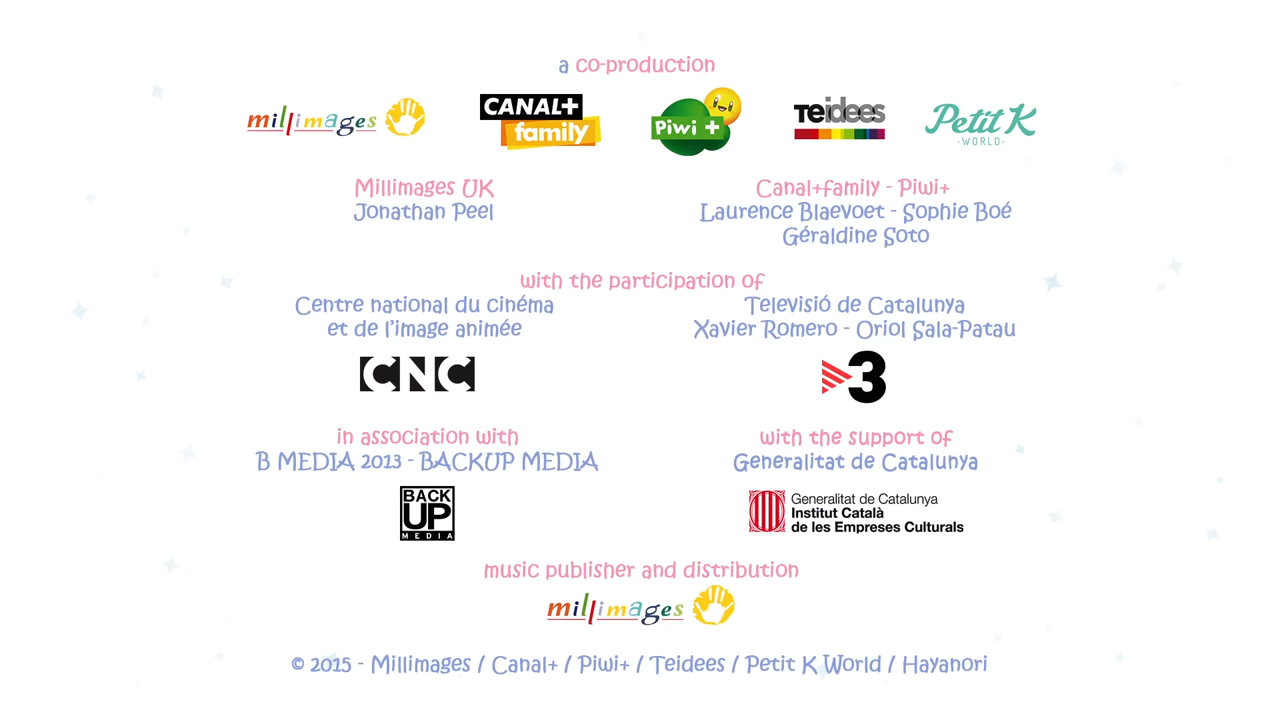 a co-production
millimages
CANAL+
family
Piwi +
TEidees
Petit K
·WORLD·
Millimages UK
Jonathan Peel
Canal+family - Piwi+
Laurence Blaevoet - Sophie Boé
Géraldine Soto
with the participation of
Centre national du cinéma
et de l'image animée
CNC
Televisió de Catalunya
Xavier Romero - Oriol Sala-Patau
3
in association with
B MEDIA 2013 - BACKUP MEDIA
BACK
UP
MEDIA
with the support of
Generalitat de Catalunya
Generalitat de Catalunya
Institut Català
de les Empreses Culturals
music publisher and distribution
millimages
© 2015 - Millimages / Canal+ / Piwi+ / Teidees / Petit K World / Hayanori